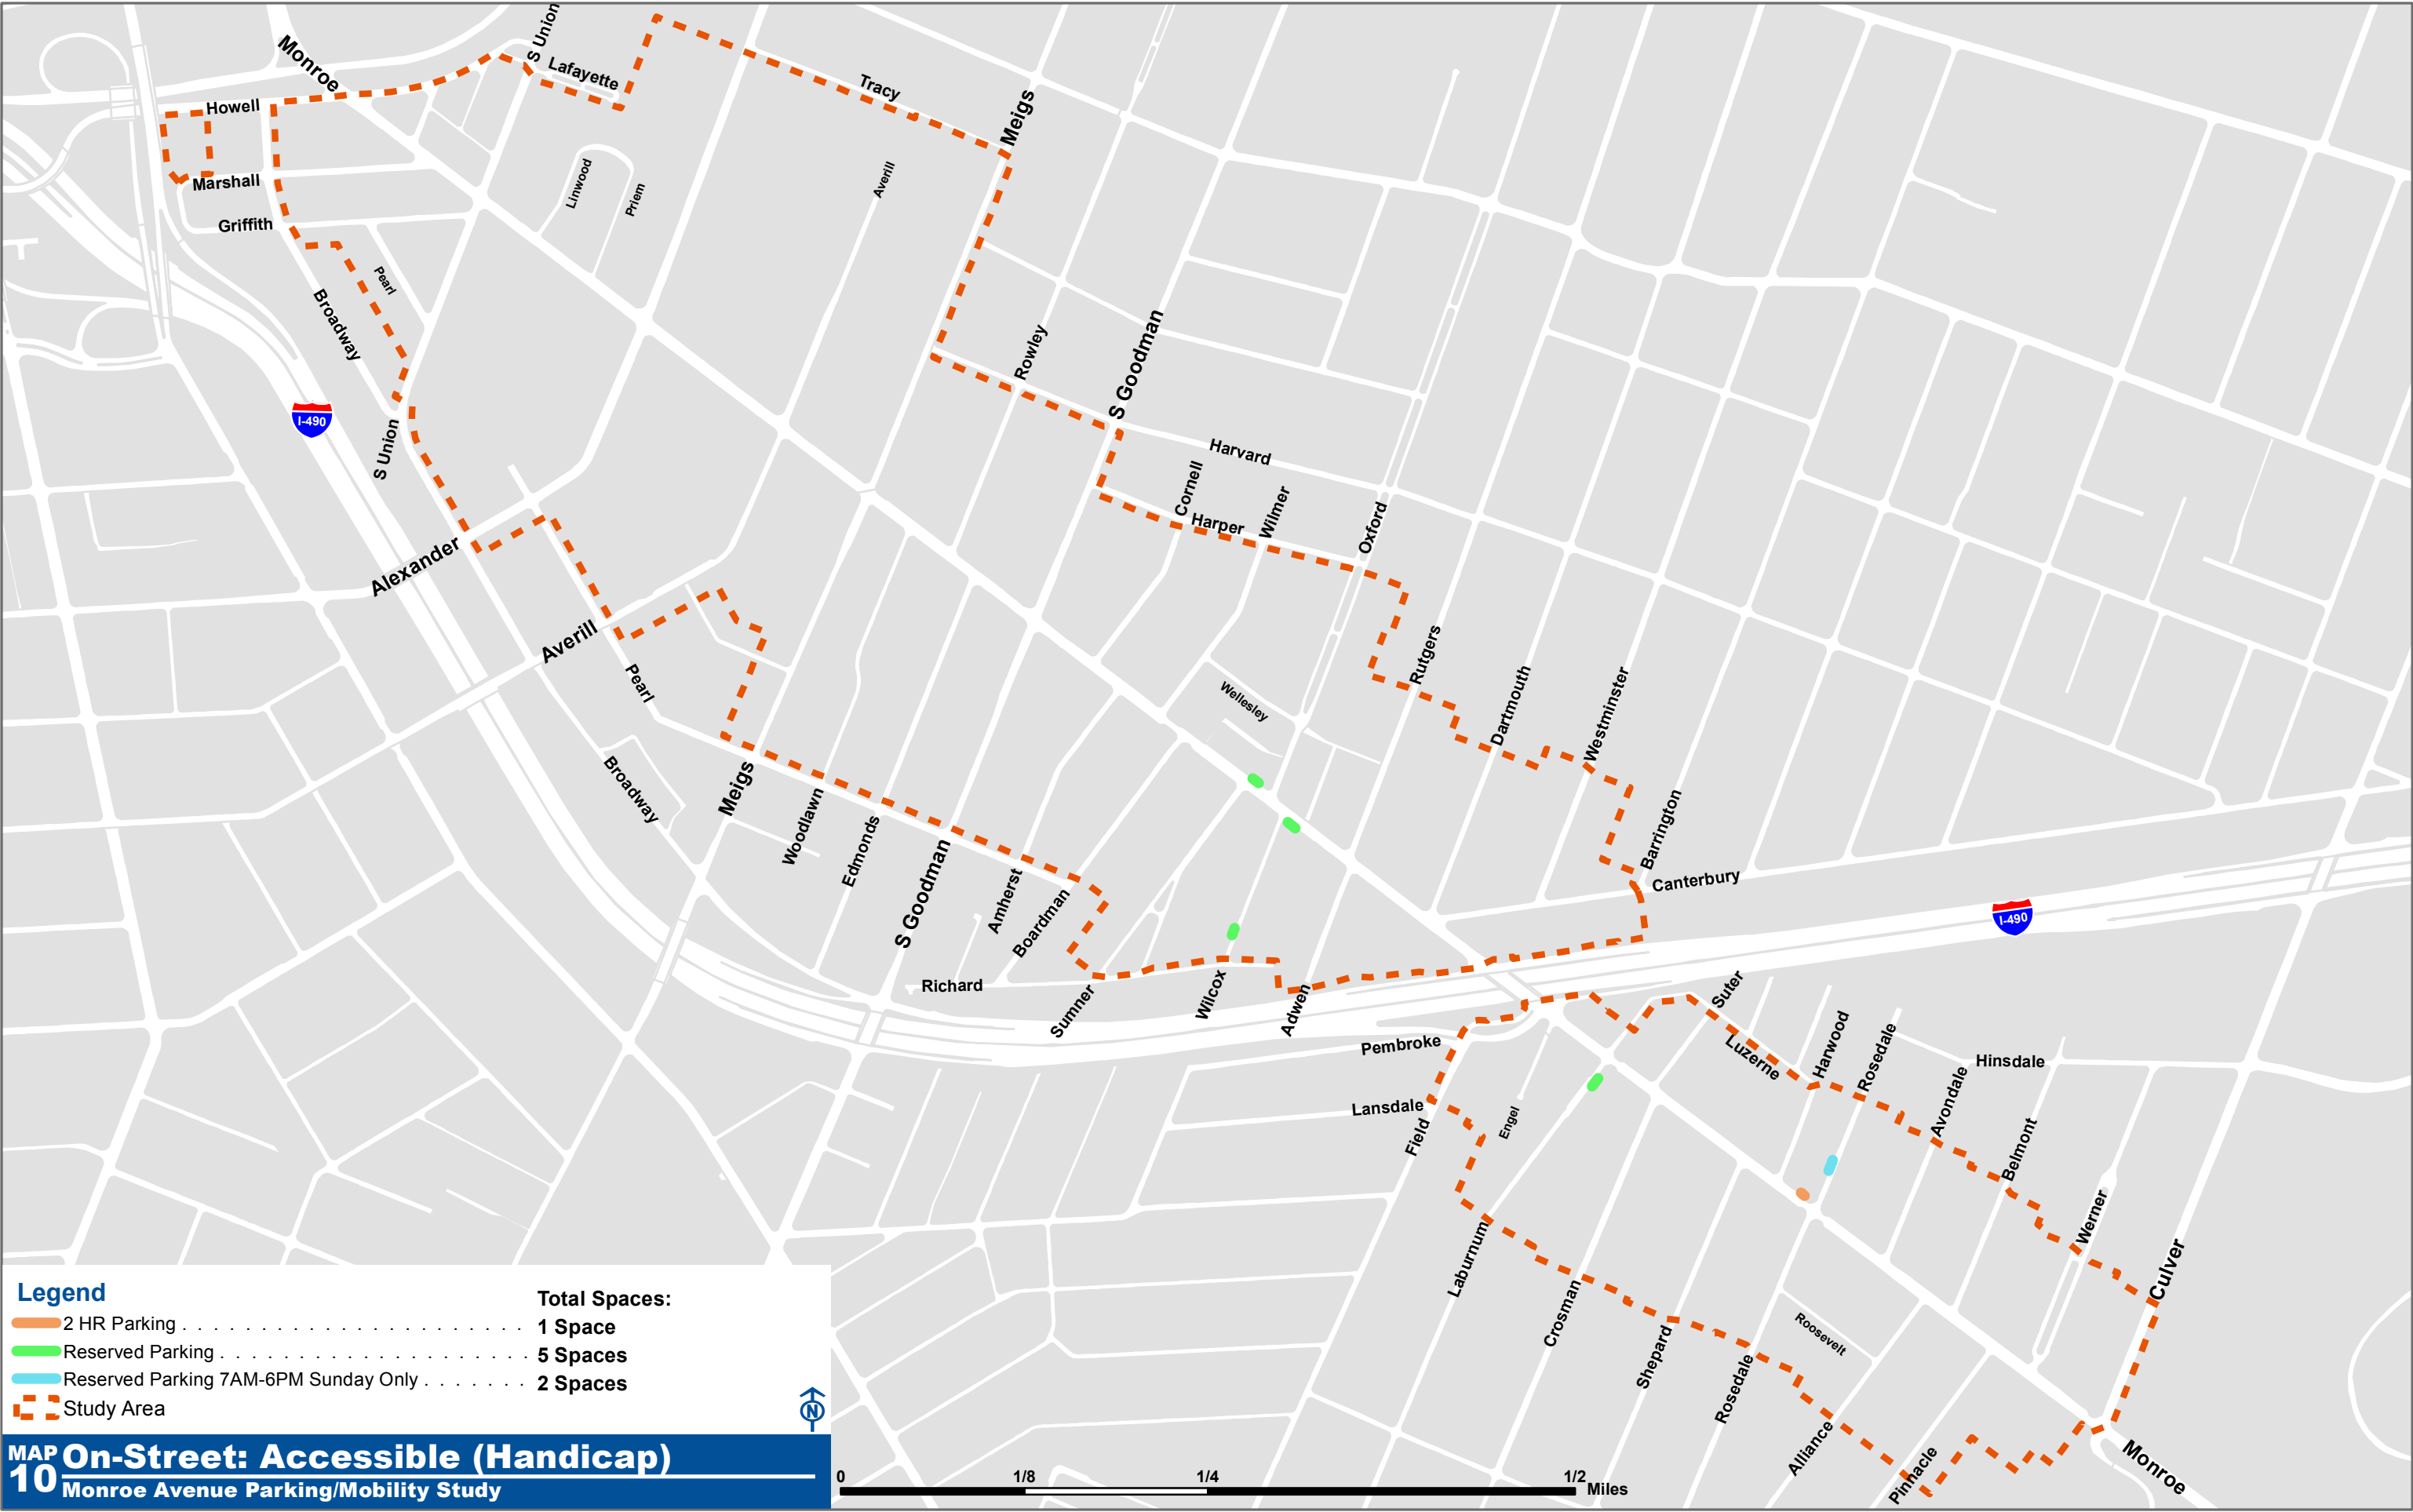 S Union
Monroe
Lafayette
Tracy
Howell
Meigs
Marshall
Linwood
Priem
Averill
Griffith
Pearl
Broadway
Rowley
S Goodman
I-490
S Union
Harvard
Cornell
Wilmer
Harper
Oxford
Alexander
Averill
Pearl
Rutgers
Wellesley
Dartmouth
Westminster
Broadway
Meigs
Woodlawn
Edmonds
S Goodman
Amherst
Boardman
Barrington
Canterbury
I-490
Richard
Sumner
Wilcox
Adwen
Suter
Pembroke
Luzerne
Harwood
Rosedale
Hinsdale
Avondale
Lansdale
Field
Engel
Belmont
Werner
Culver
Laburnum
Crosman
Shepard
Rosedale
Roosevelt
Alliance
Pinnacle
Monroe
Legend
Total Spaces:
2 HR Parking . . . . . . . . . . . . . . . . . . . . . . 1 Space
Reserved Parking . . . . . . . . . . . . . . . . . . . . 5 Spaces
Reserved Parking 7AM-6PM Sunday Only . . . . . . . 2 Spaces
Study Area
N
MAP 10
On-Street: Accessible (Handicap)
Monroe Avenue Parking/Mobility Study
0 1/8 1/4 1/2
Miles